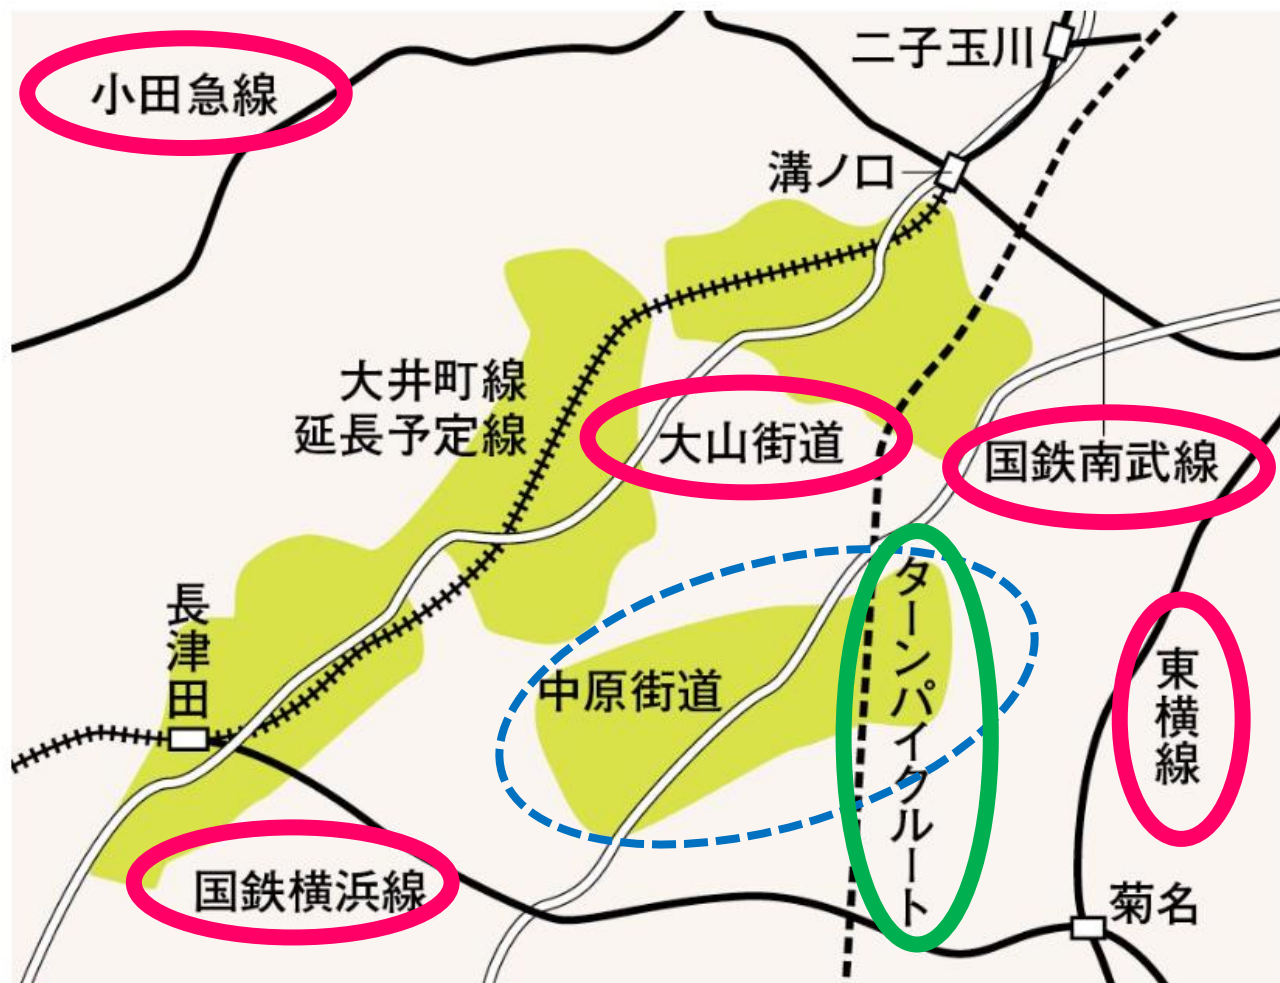 二子玉川
小田急線
溝ノ口
大井町線
延長予定線
大山街道
国鉄南武線
ターンパイクルート
長津田
中原街道
東横線
国鉄横浜線
菊名